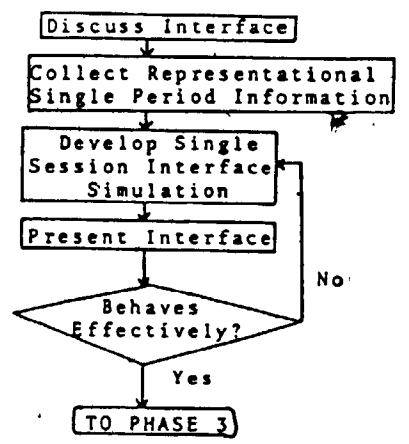 Discuss Interface
Collect Representational
Single Period Information
Develop Single
Session Interface
Simulation
Present Interface
No
Behaves
Effectively?
Yes
TO PHASE 3